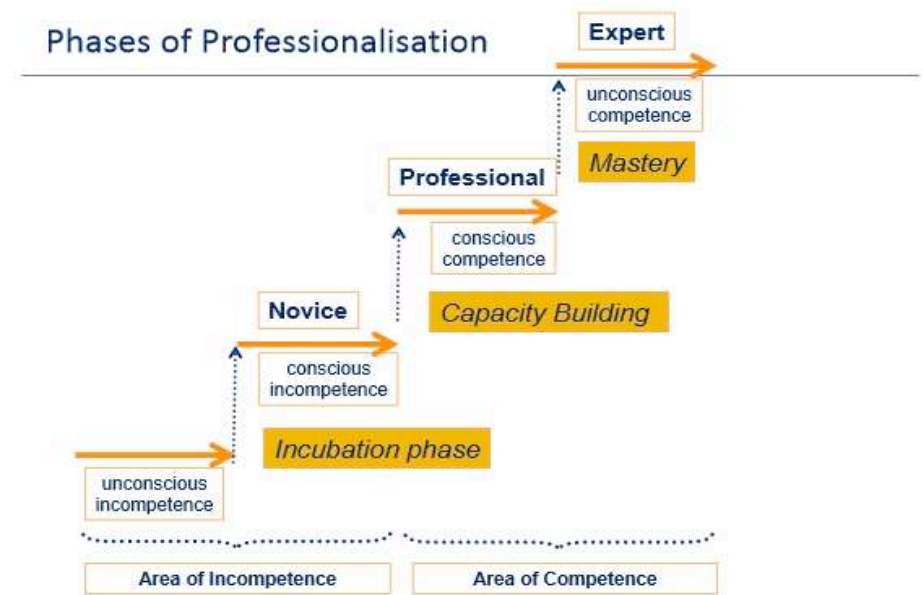 Phases of Professionalisation
Expert
unconscious
competence
Mastery
Professional
conscious
competence
Capacity Building
Novice
conscious
incompetence
Incubation phase
unconscious
incompetence
Area of Incompetence
Area of Competence